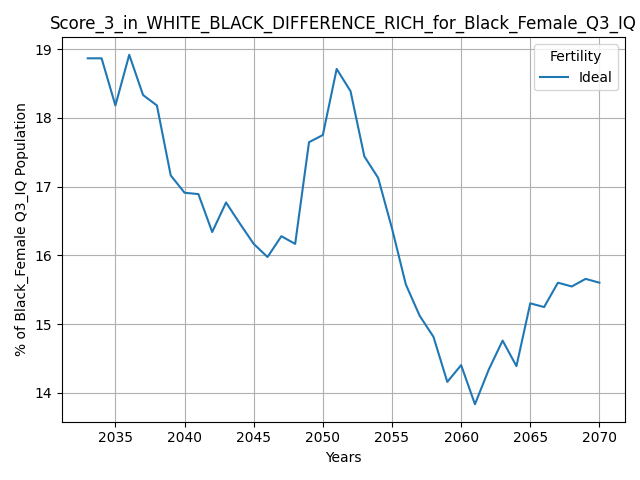 Score_3_in_WHITE_BLACK_DIFFERENCE_RICH_for_Black_Female_Q3_IQ
Fertility
Ideal
% of Black_Female Q3_IQ Population
19
18
17
16
15
14
2035 2040 2045 2050 2055 2060 2065 2070
Years